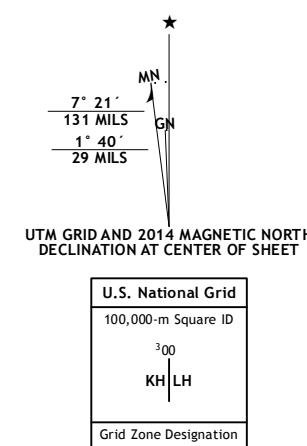 ★
MN
7° 21´
131 MILS
GN
1° 40´
29 MILS
UTM GRID AND 2014 MAGNETIC NORTH
DECLINATION AT CENTER OF SHEET
U.S. National Grid
100,000-m Square ID
³00
KH LH
Grid Zone Designation